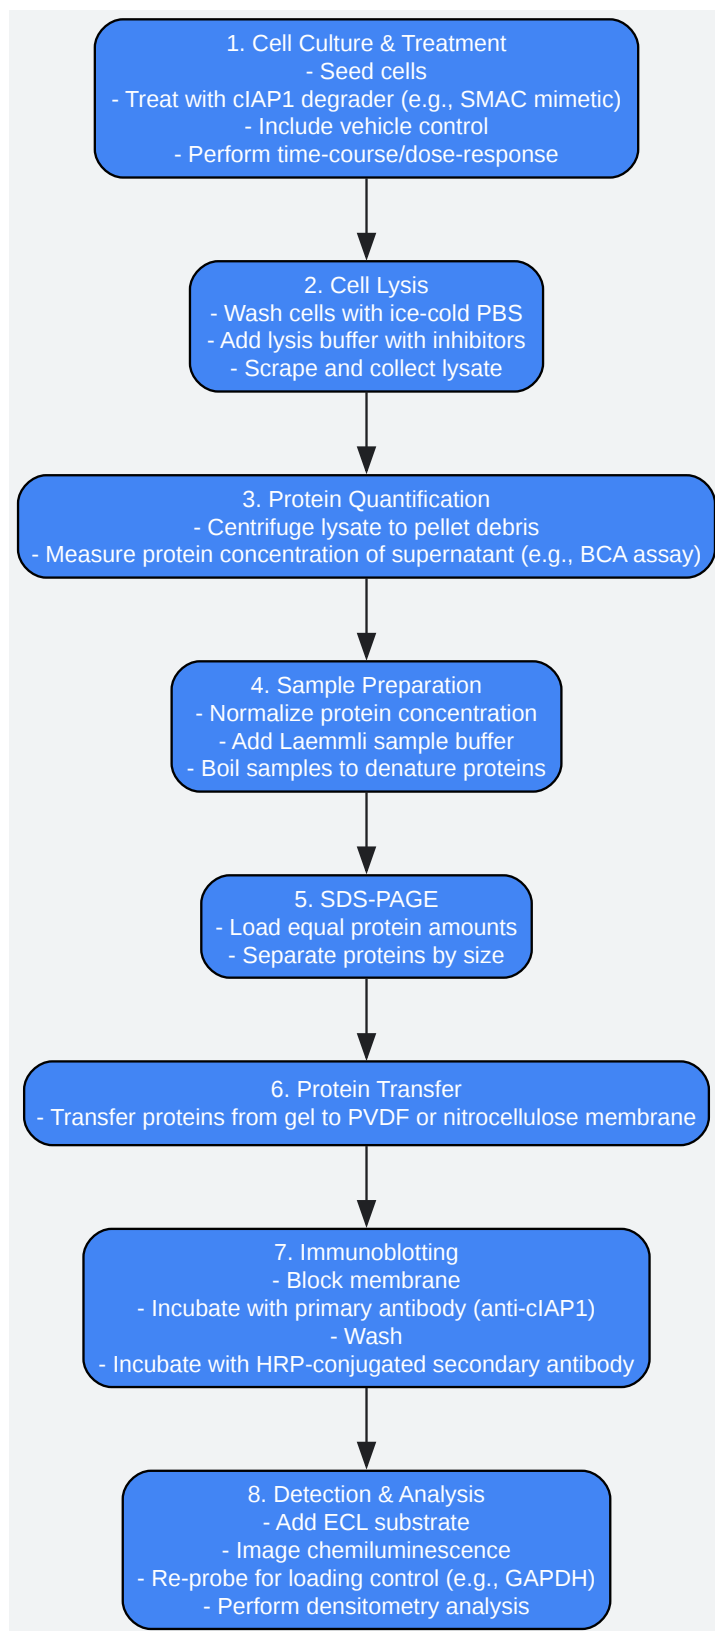 1. Cell Culture & Treatment
- Seed cells
- Treat with cIAP1 degrader (e.g., SMAC mimetic)
- Include vehicle control
- Perform time-course/dose-response
2. Cell Lysis
- Wash cells with ice-cold PBS
- Add lysis buffer with inhibitors
- Scrape and collect lysate
3. Protein Quantification
- Centrifuge lysate to pellet debris
- Measure protein concentration of supernatant (e.g., BCA assay)
4. Sample Preparation
- Normalize protein concentration
- Add Laemmli sample buffer
- Boil samples to denature proteins
5. SDS-PAGE
- Load equal protein amounts
- Separate proteins by size
6. Protein Transfer
- Transfer proteins from gel to PVDF or nitrocellulose membrane
7. Immunoblotting
- Block membrane
- Incubate with primary antibody (anti-cIAP1)
- Wash
- Incubate with HRP-conjugated secondary antibody
8. Detection & Analysis
- Add ECL substrate
- Image chemiluminescence
- Re-probe for loading control (e.g., GAPDH)
- Perform densitometry analysis